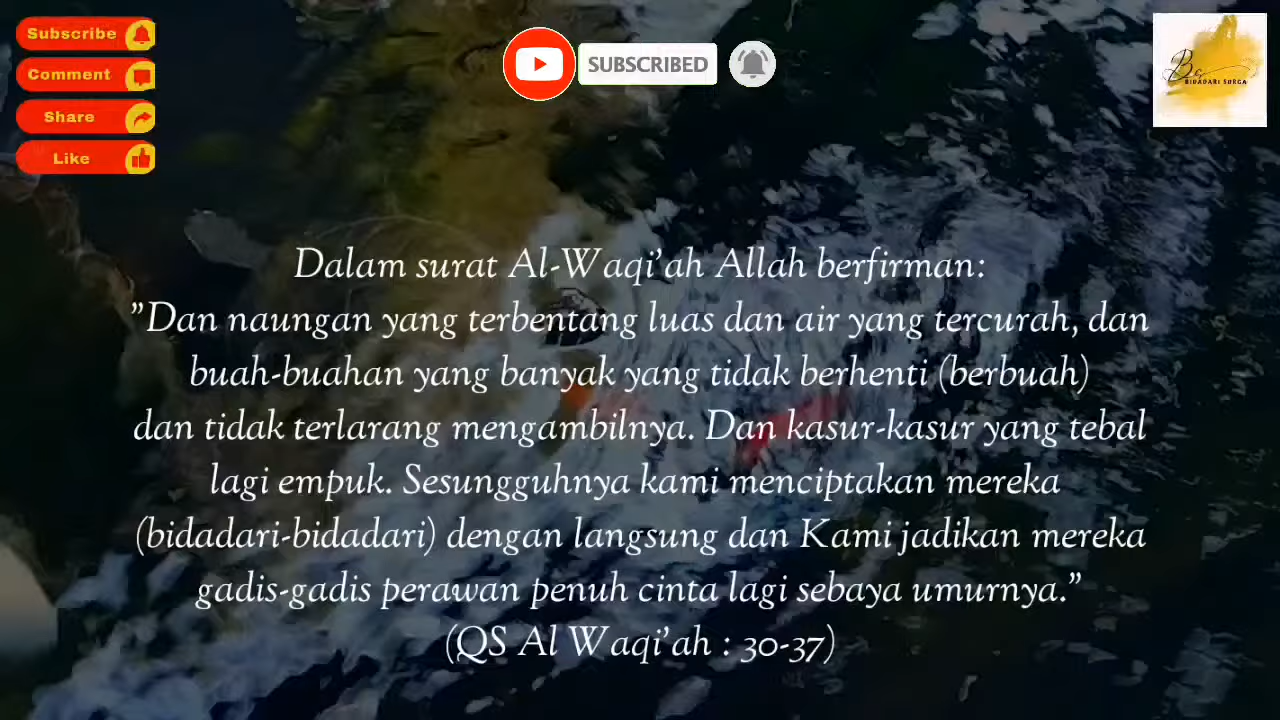 Subscribe
Comment
Share
Like
SUBSCRIBED
Bs
BIDADARI SURGA
Dalam surat Al-Waqi'ah Allah berfirman:
"Dan naungan yang terbentang luas dan air yang tercurah, dan
buah-buahan yang banyak yang tidak berhenti (berbuah)
dan tidak terlarang mengambilnya. Dan kasur-kasur yang tebal
lagi empuk. Sesungguhnya kami menciptakan mereka
(bidadari-bidadari) dengan langsung dan Kami jadikan mereka
gadis-gadis perawan penuh cinta lagi sebaya umurnya."
(QS Al Waqi'ah : 30-37)